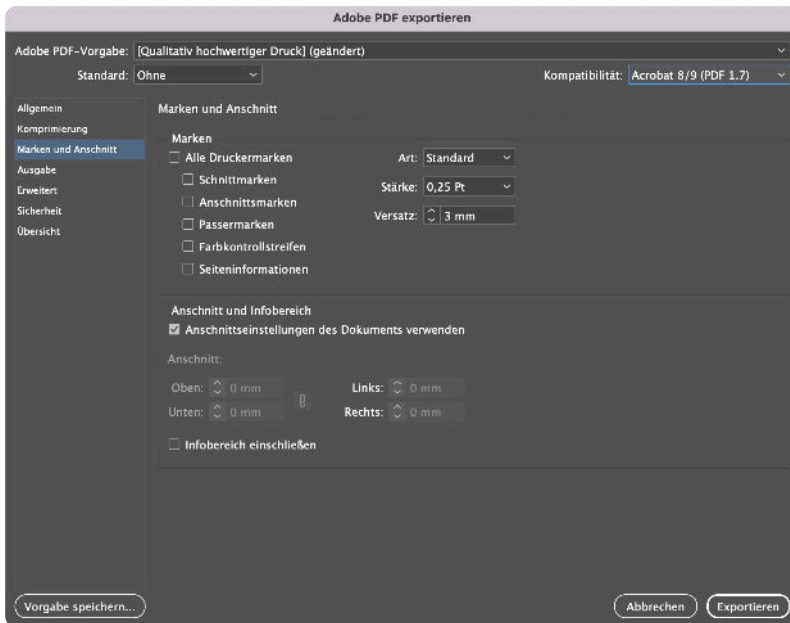 Adobe PDF exportieren
Adobe PDF-Vorgabe: [Qualitativ hochwertiger Druck] (geändert)
Standard: Ohne Kompatibilität: Acrobat 8/9 (PDF 1.7)
Allgemein
Komprimierung
Marken und Anschnitt
Ausgabe
Erweitert
Sicherheit
Übersicht
Marken und Anschnitt
Marken
Alle Druckermarken Art: Standard
Schnittmarken Stärke: 0,25 Pt
Anschnittsmarken Versatz: 3 mm
Passermarken
Farbkontrollstreifen
Seiteninformationen
Anschnitt und Infobereich
Anschnittseinstellungen des Dokuments verwenden
Anschnitt:
Oben: 0 mm Links: 0 mm
Unten: 0 mm Rechts: 0 mm
Infobereich einschließen
Vorgabe speichern... Abbrechen Exportieren